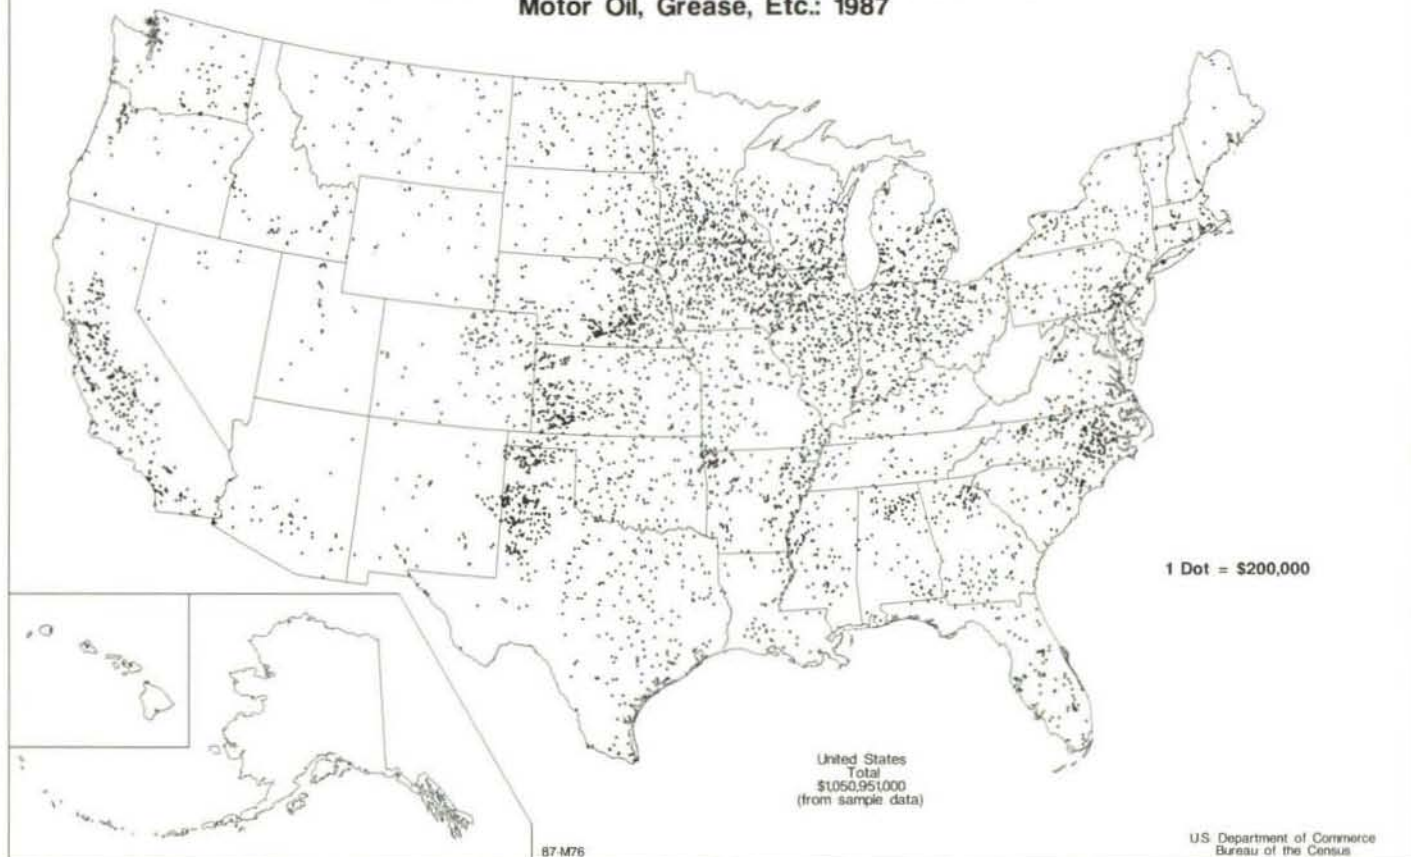 Motor Oil, Grease, Etc.: 1987
1 Dot = $200,000
United States
Total
$1,050,951,000
(from sample data)
87-M76
U.S. Department of Commerce
Bureau of the Census